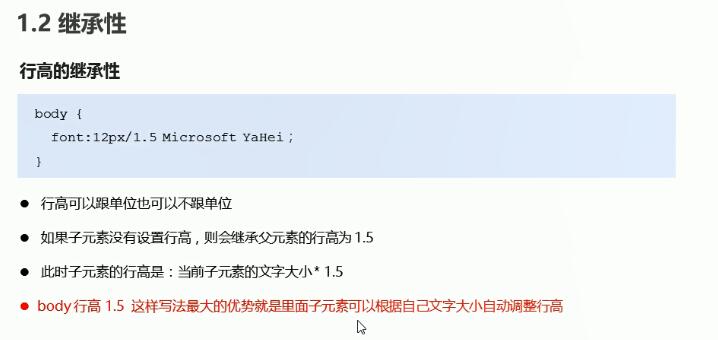 1.2 继承性
行高的继承性
body {
font:12px/1.5 Microsoft YaHei；
}
● 行高可以跟单位也可以不跟单位
● 如果子元素没有设置行高，则会继承父元素的行高为 1.5
● 此时子元素的行高是：当前子元素的文字大小 * 1.5
● body 行高 1.5 这样写法最大的优势就是里面子元素可以根据自己文字大小自动调整行高